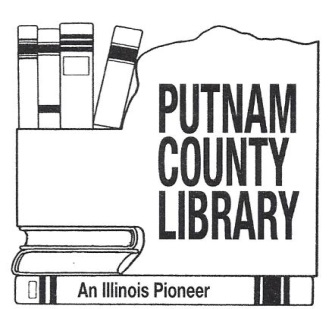 PUTNAM
COUNTY
LIBRARY
An Illinois Pioneer